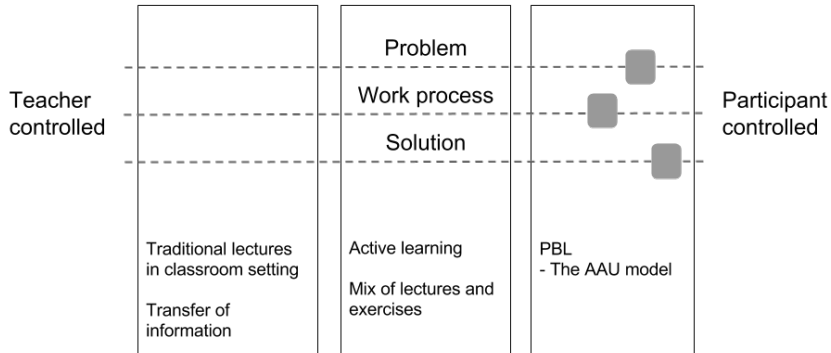 Problem
Work process
Solution
Teacher
controlled
Participant
controlled
Traditional lectures
in classroom setting
Transfer of
information
Active learning
Mix of lectures and
exercises
PBL
- The AAU model